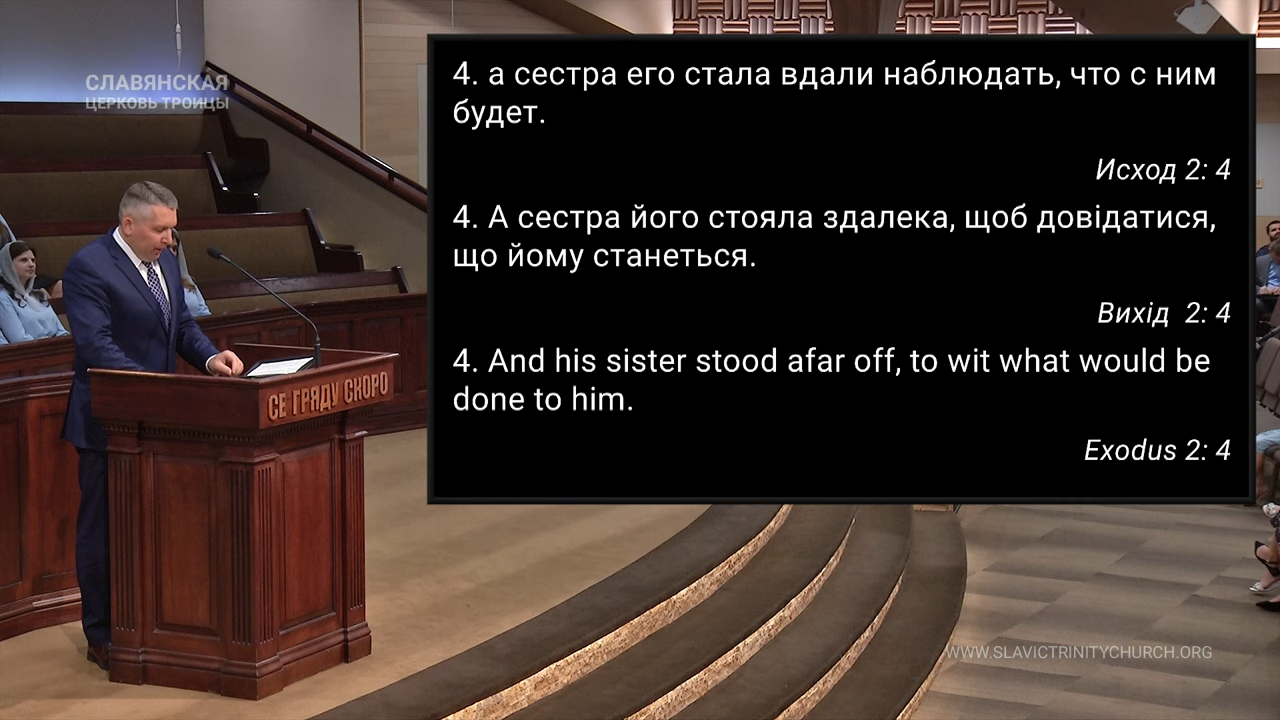 СЛАВЯНСКАЯ
ЦЕРКОВЬ ТРОИЦЫ
4. а сестра его стала вдали наблюдать, что с ним
будет.
Исход 2: 4
4. А сестра його стояла здалека, щоб довідатися,
що йому станеться.
Вихід 2: 4
4. And his sister stood afar off, to wit what would be
done to him.
Exodus 2: 4
СЕ ГРЯДУ СКОРО
WWW.SLAVICTRINITYCHURCH.ORG